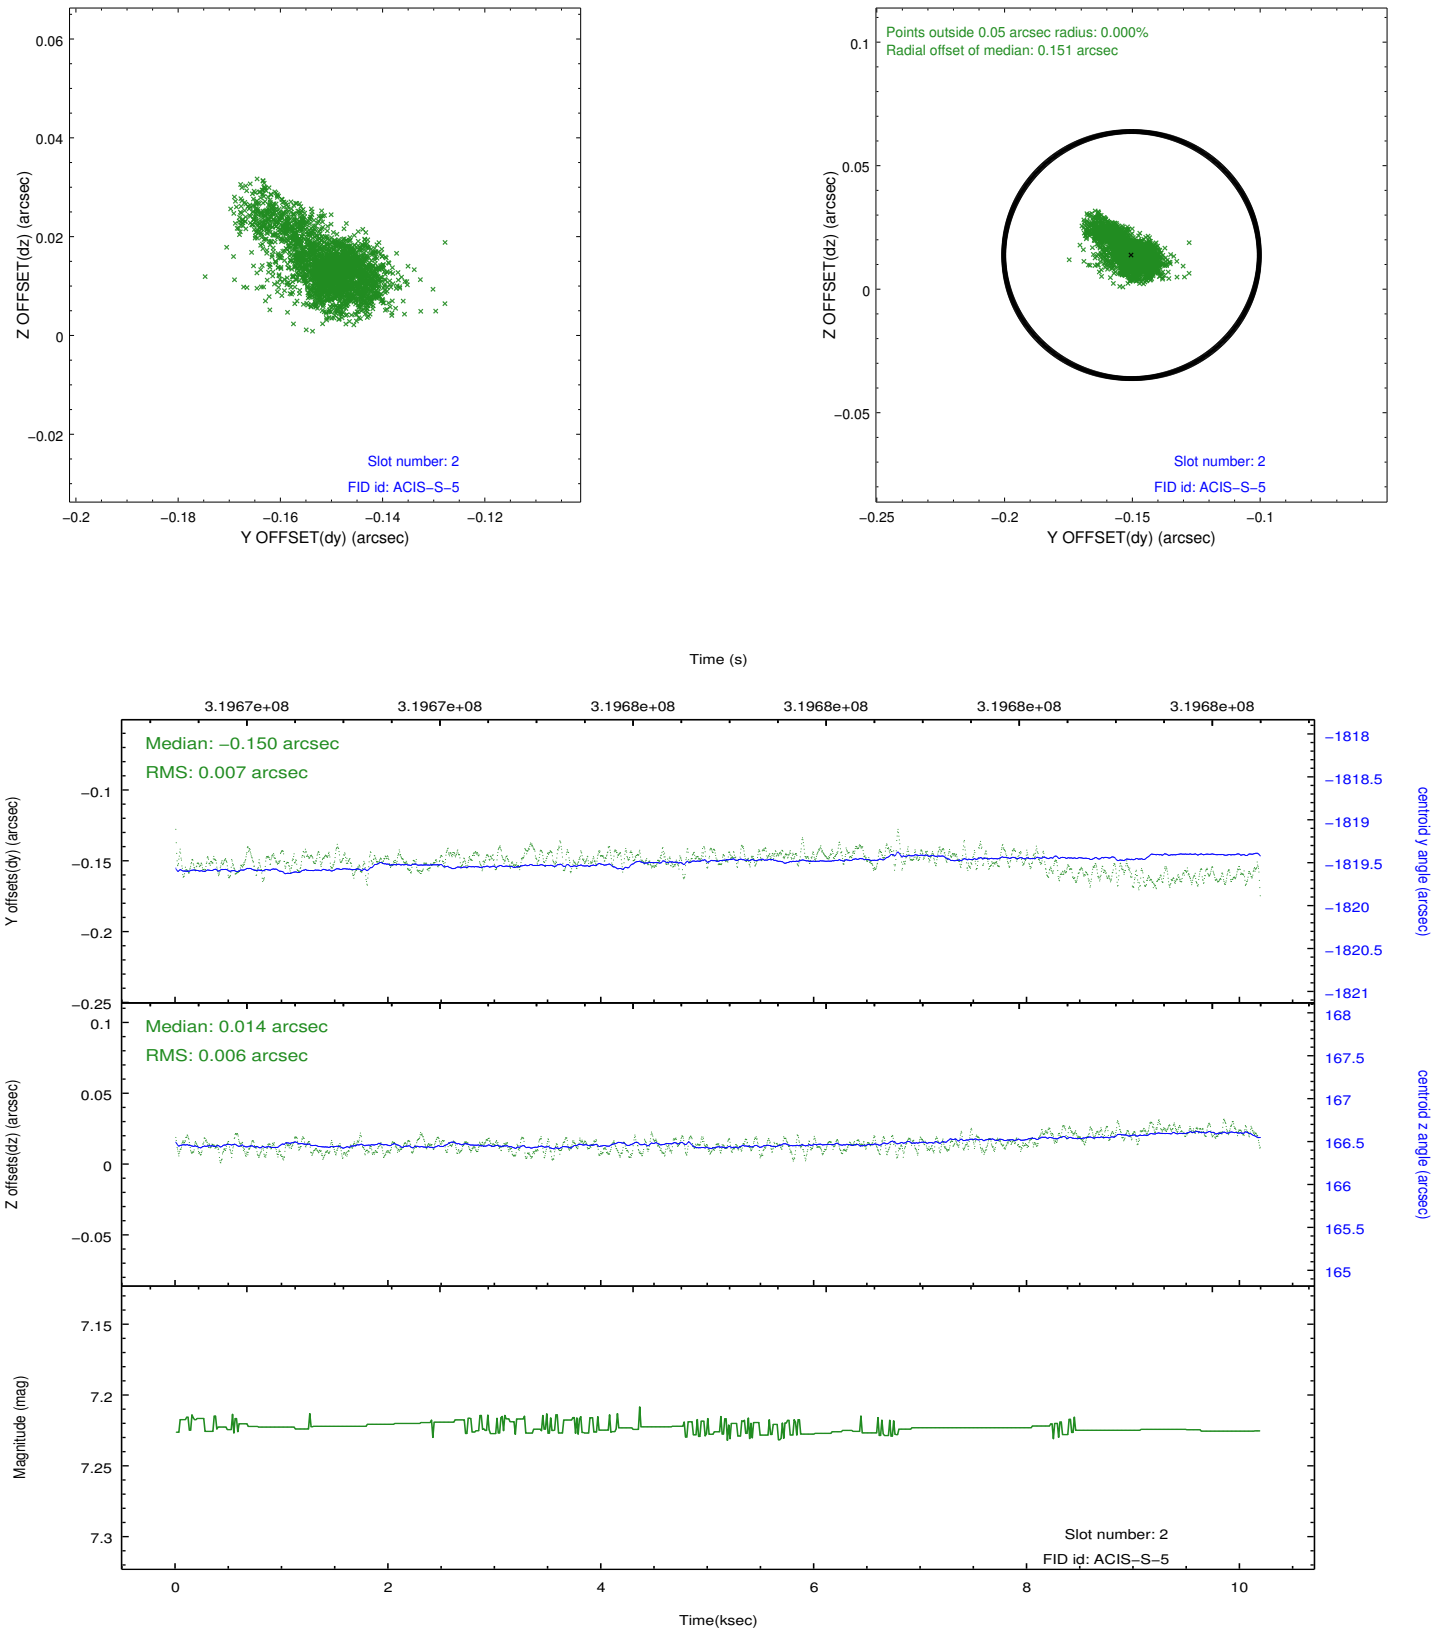 0.06
0.04
0.02
0
−0.02
−0.2
−0.18
−0.16
−0.14
−0.12
Z OFFSET(dz) (arcsec)
Y OFFSET(dy) (arcsec)
Slot number: 2
FID id: ACIS−S−5
Points outside 0.05 arcsec radius: 0.000%
Radial offset of median: 0.151 arcsec
0.1
0.05
0
−0.05
−0.25
−0.2
−0.15
−0.1
Z OFFSET(dz) (arcsec)
Y OFFSET(dy) (arcsec)
Slot number: 2
FID id: ACIS−S−5
Time (s)
3.1967e+08
3.1967e+08
3.1968e+08
3.1968e+08
3.1968e+08
3.1968e+08
Median: −0.150 arcsec
RMS: 0.007 arcsec
−0.1
−0.15
−0.2
−0.25
Y offsets(dy) (arcsec)
−1818
−1818.5
−1819
−1819.5
−1820
−1820.5
−1821
centroid y angle (arcsec)
Median: 0.014 arcsec
RMS: 0.006 arcsec
0.1
0.05
0
−0.05
Z offsets(dz) (arcsec)
168
167.5
167
166.5
166
165.5
165
centroid z angle (arcsec)
7.15
7.2
7.25
7.3
Magnitude (mag)
Slot number: 2
FID id: ACIS−S−5
0
2
4
6
8
10
Time(ksec)